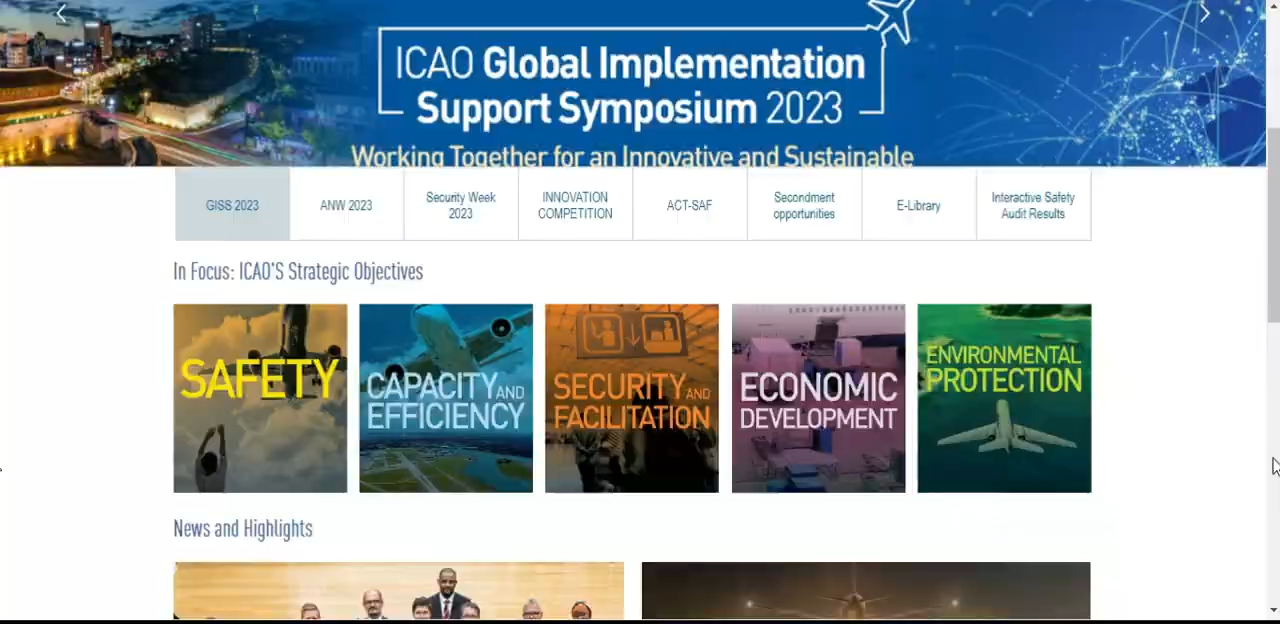 ICAO Global Implementation
Support Symposium 2023
Working Together for an Innovative and Sustainable
GISS 2023
ANW 2023
Security Week
2023
INNOVATION
COMPETITION
ACT-SAF
Secondment
opportunities
E-Library
Interactive Safety
Audit Results
In Focus: ICAO'S Strategic Objectives
SAFETY
CAPACITY AND
EFFICIENCY
SECURITY AND
FACILITATION
ECONOMIC
DEVELOPMENT
ENVIRONMENTAL
PROTECTION
News and Highlights